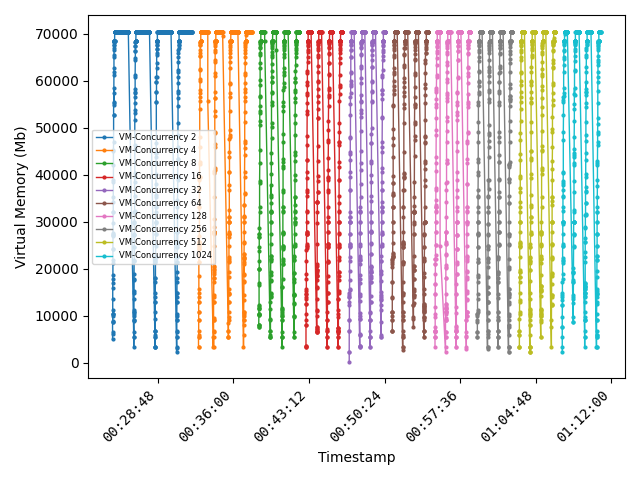 70000
60000
50000
40000
30000
20000
10000
0
Virtual Memory (Mb)
VM-Concurrency 2
VM-Concurrency 4
VM-Concurrency 8
VM-Concurrency 16
VM-Concurrency 32
VM-Concurrency 64
VM-Concurrency 128
VM-Concurrency 256
VM-Concurrency 512
VM-Concurrency 1024
00:28:48
00:36:00
00:43:12
00:50:24
00:57:36
01:04:48
01:12:00
Timestamp